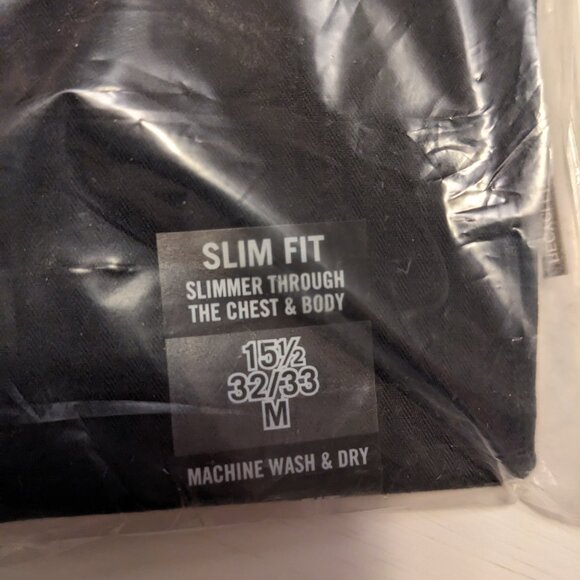 SLIM FIT
SLIMMER THROUGH
THE CHEST & BODY
15½
32/33
M
MACHINE WASH & DRY